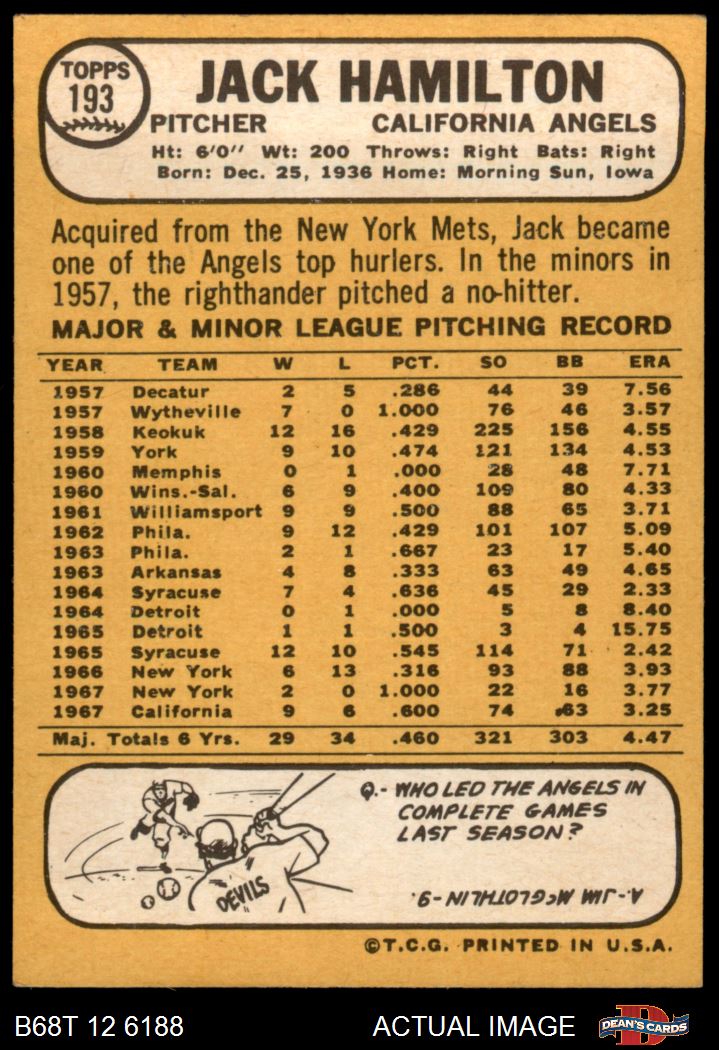 TOPPS
193
JACK HAMILTON
PITCHER CALIFORNIA ANGELS
Ht: 6'0" Wt: 200 Throws: Right Bats: Right
Born: Dec. 25, 1936 Home: Morning Sun, Iowa
Acquired from the New York Mets, Jack became
one of the Angels top hurlers. In the minors in
1957, the righthander pitched a no-hitter.
MAJOR & MINOR LEAGUE PITCHING RECORD
YEAR TEAM W L PCT. SO BB ERA
1957 Decatur 2 5 .286 44 39 7.56
1957 Wytheville 7 0 1.000 76 46 3.57
1958 Keokuk 12 16 .429 225 156 4.55
1959 York 9 10 .474 121 134 4.53
1960 Memphis 0 1 .000 28 48 7.71
1960 Wins.-Sal. 6 9 .400 109 80 4.33
1961 Williamsport 9 9 .500 88 65 3.71
1962 Phila. 9 12 .429 101 107 5.09
1963 Phila. 2 1 .667 23 17 5.40
1963 Arkansas 4 8 .333 63 49 4.65
1964 Syracuse 7 4 .636 45 29 2.33
1964 Detroit 0 1 .000 5 8 8.40
1965 Detroit 1 1 .500 3 4 15.75
1965 Syracuse 12 10 .545 114 71 2.42
1966 New York 6 13 .316 93 88 3.93
1967 New York 2 0 1.000 22 16 3.77
1967 California 9 6 .600 74 63 3.25
Maj. Totals 6 Yrs. 29 34 .460 321 303 4.47
Q.- WHO LED THE ANGELS IN
COMPLETE GAMES
LAST SEASON?
A.- JIM McGLOTHLIN - 9.
DEVILS
©T.C.G. PRINTED IN U.S.A.
B68T 12 6188 ACTUAL IMAGE DEAN'S CARDS